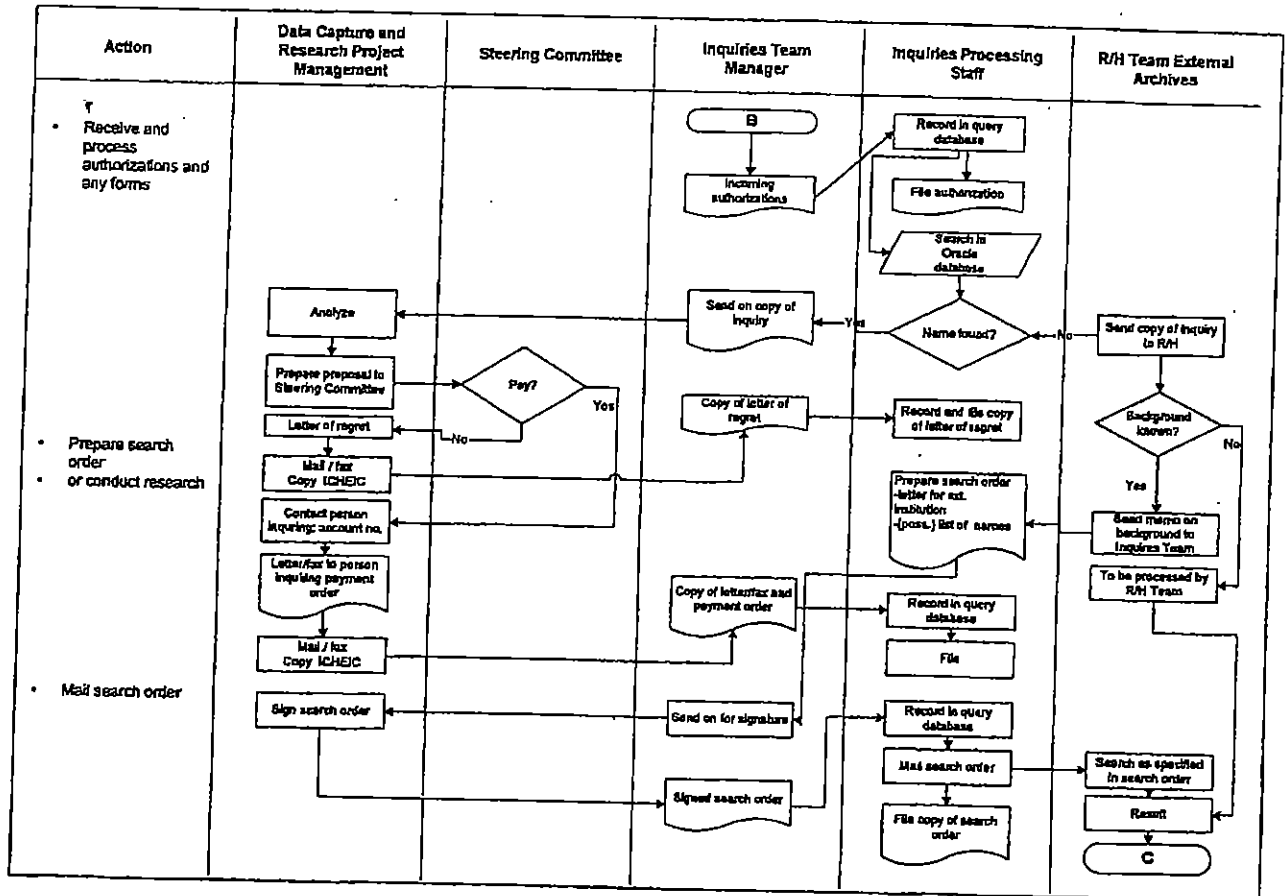 Action
Data Capture and
Research Project
Management
Steering Committee
Inquiries Team
Manager
Inquiries Processing
Staff
R/H Team External
Archives
• Receive and
process
authorizations and
any forms
B
Incoming
authorizations
Record in query
database
File authorization
Search in
Oracle
database
Analyze
Send on copy of
inquiry
Yes
Name found?
No
Send copy of inquiry
to R/H
Prepare proposal to
Steering Committee
Pay?
Yes
No
Letter of regret
Copy of letter of
regret
Record and file copy
of letter of regret
Background
known?
No
Yes
• Prepare search
order
• or conduct research
Mail / fax
Copy ICHEIC
Contact person
inquiring: account no.
Prepare search order
-letter for ext.
institution
-(poss.) list of names
Send memo on
background to
Inquires Team
Letter/fax to person
inquiring payment
order
Copy of letter/fax and
payment order
Record in query
database
File
To be processed by
R/H Team
Mail / fax
Copy ICHEIC
• Mail search order
Sign search order
Send on for signature
Record in query
database
Mail search order
Search as specified
in search order
Signed search order
File copy of search
order
Result
C